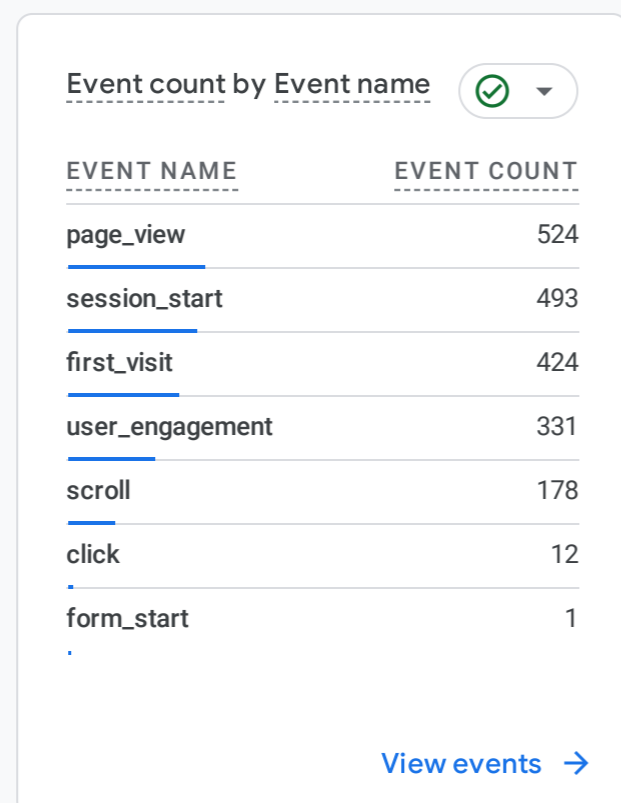 Event count by Event name
EVENT NAME EVENT COUNT
page_view 524
session_start 493
first_visit 424
user_engagement 331
scroll 178
click 12
form_start 1
View events